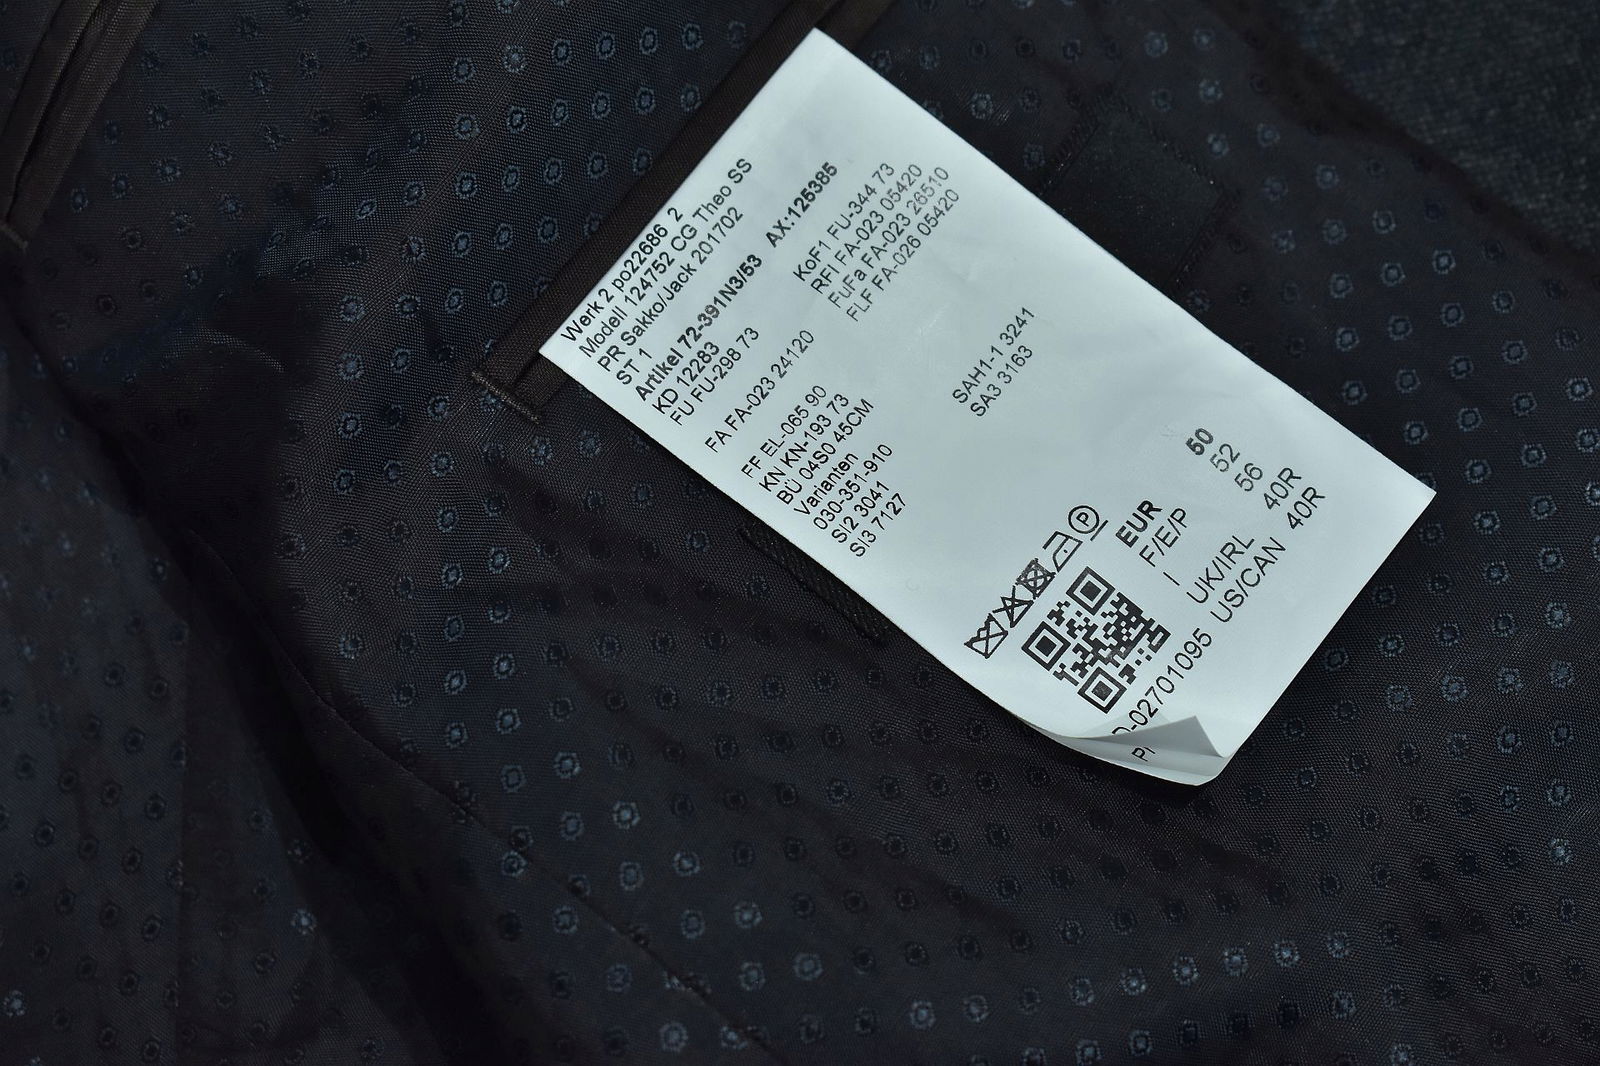 Werk 2 po22686 2
Modell 124752 CG Theo SS
PR Sakko/Jack 201702
ST 1
Artikel 72-391N3/53 AX:125385
KD 12283
FU FU-298 73
KoF1 FU-344 73
RFI FA-023 05420
FuFa FA-023 26510
FLF FA-026 05420
FA FA-023 24120
FF EL-065 90
KN KN-193 73
BÜ 04S0 45CM
Varianten
030-351-910
SI2 3041
SI3 7127
SAH1-1 3241
SA3 3163
P
EUR 50
F/E/P 52
I 56
UK/IRL 40R
US/CAN 40R
-02701095